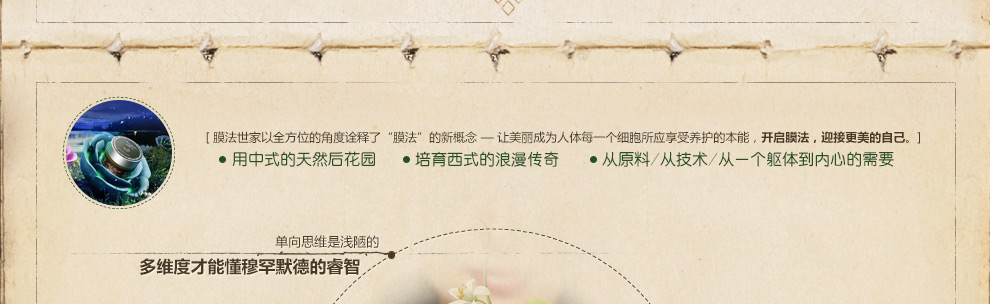 [ 膜法世家以全方位的角度诠释了“膜法”的新概念 — 让美丽成为人体每一个细胞所应享受养护的本能，开启膜法，迎接更美的自己。]
● 用中式的天然后花园 ● 培育西式的浪漫传奇 ● 从原料/从技术/从一个躯体到内心的需要
单向思维是浅陋的
多维度才能懂穆罕默德的睿智